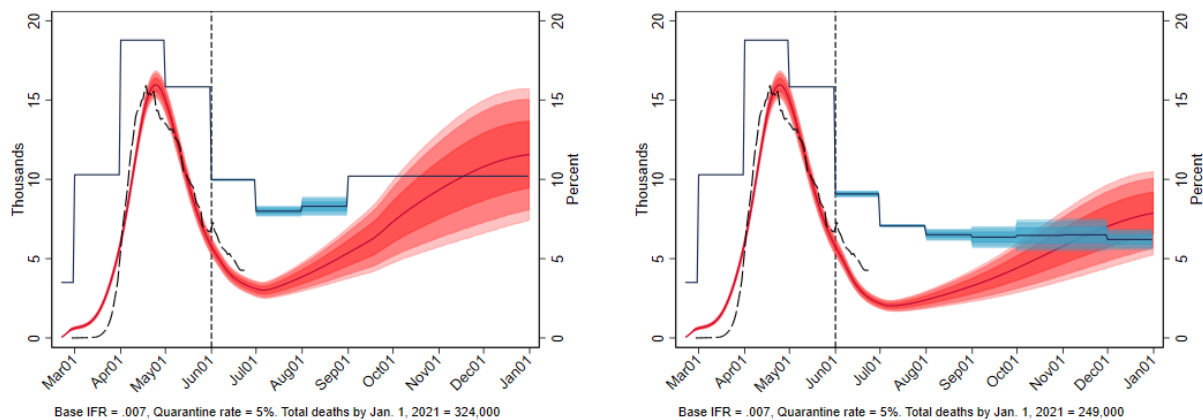 20
15
10
5
0
Thousands
20
15
10
5
0
Percent
Mar01
Apr01
May01
Jun01
Jul01
Aug01
Sep01
Oct01
Nov01
Dec01
Jan01
Base IFR = .007, Quarantine rate = 5%. Total deaths by Jan. 1, 2021 = 324,000
20
15
10
5
0
Thousands
20
15
10
5
0
Percent
Mar01
Apr01
May01
Jun01
Jul01
Aug01
Sep01
Oct01
Nov01
Dec01
Jan01
Base IFR = .007, Quarantine rate = 5%. Total deaths by Jan. 1, 2021 = 249,000